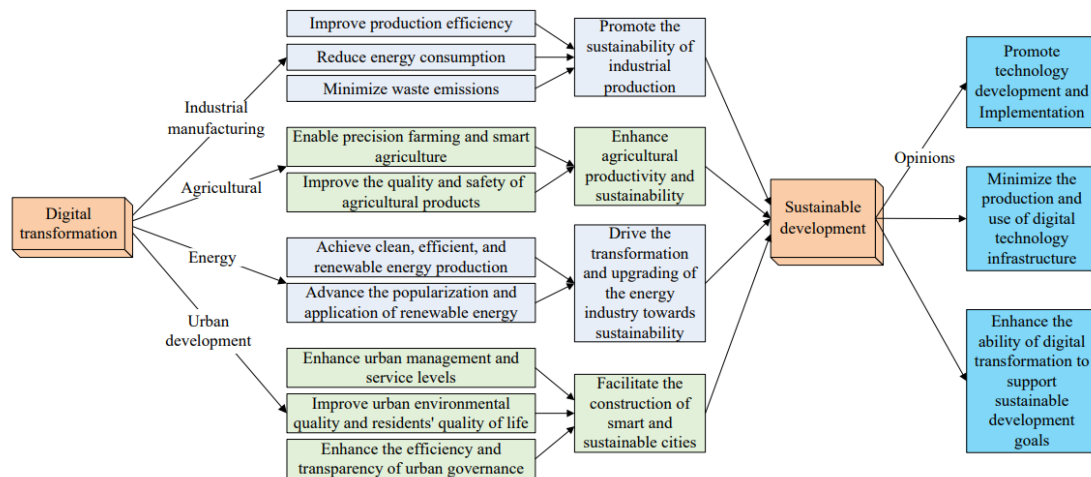 Digital
transformation
Industrial
manufacturing
Agricultural
Energy
Urban
development
Improve production efficiency
Reduce energy consumption
Minimize waste emissions
Enable precision farming and smart
agriculture
Improve the quality and safety of
agricultural products
Achieve clean, efficient, and
renewable energy production
Advance the popularization and
application of renewable energy
Enhance urban management and
service levels
Improve urban environmental
quality and residents' quality of life
Enhance the efficiency and
transparency of urban governance
Promote the
sustainability of
industrial
production
Enhance
agricultural
productivity and
sustainability
Drive the
transformation
and upgrading of
the energy
industry towards
sustainability
Facilitate the
construction of
smart and
sustainable cities
Sustainable
development
Opinions
Promote
technology
development and
Implementation
Minimize the
production and
use of digital
technology
infrastructure
Enhance the
ability of digital
transformation to
support
sustainable
development
goals